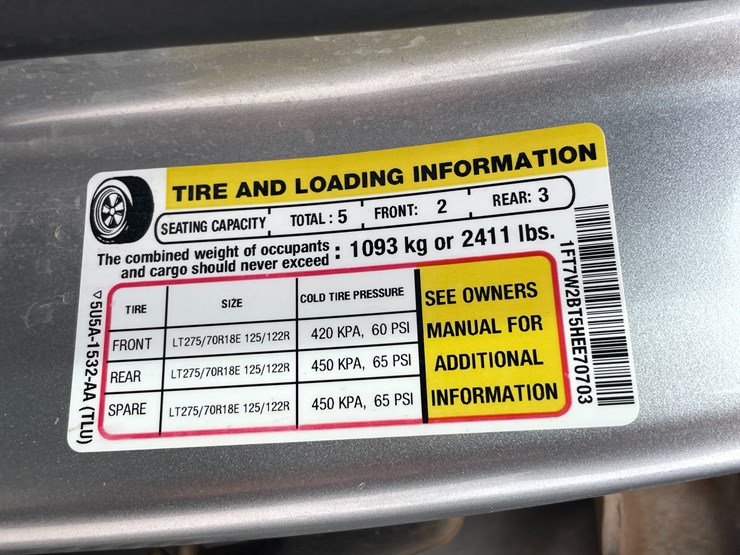 TIRE AND LOADING INFORMATION
SEATING CAPACITY TOTAL : 5 FRONT: 2 REAR: 3
The combined weight of occupants
and cargo should never exceed : 1093 kg or 2411 lbs.
TIRE SIZE COLD TIRE PRESSURE
FRONT LT275/70R18E 125/122R 420 KPA, 60 PSI
REAR LT275/70R18E 125/122R 450 KPA, 65 PSI
SPARE LT275/70R18E 125/122R 450 KPA, 65 PSI
SEE OWNERS
MANUAL FOR
ADDITIONAL
INFORMATION
▽5U5A-1532-AA (TLU)
1FT7W2BT5HEE70703